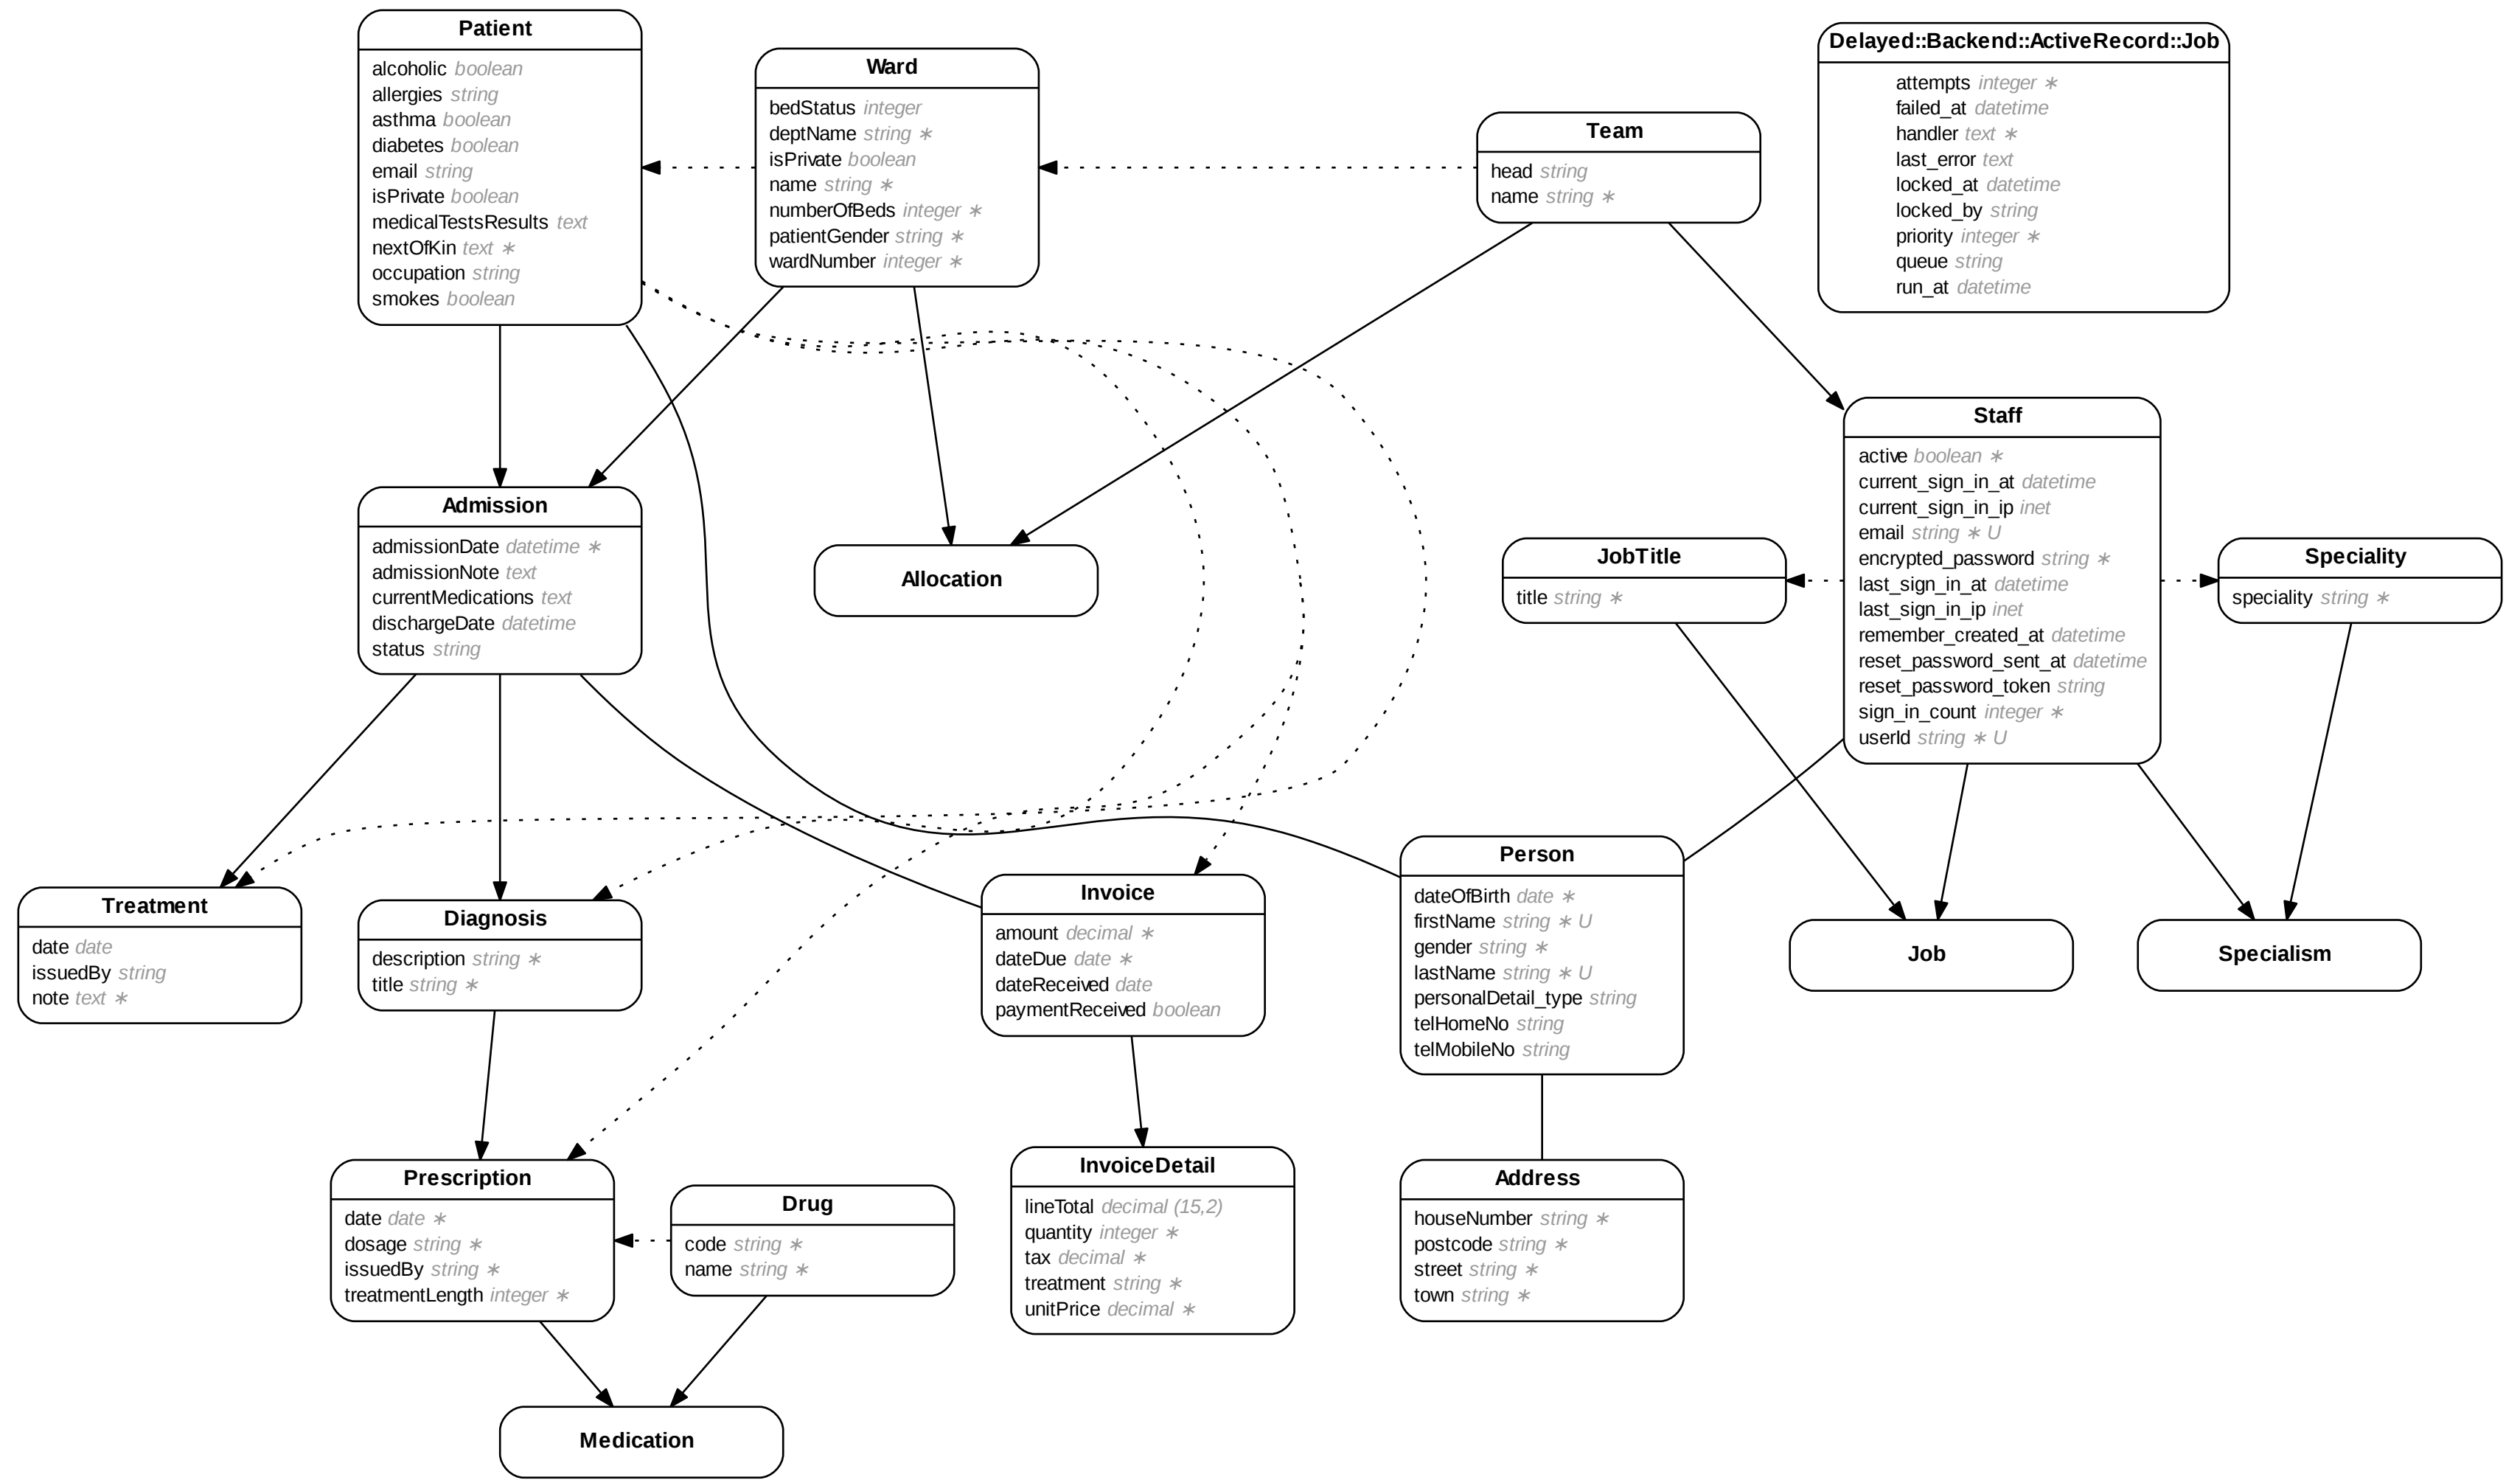 Patient
alcoholic boolean
allergies string
asthma boolean
diabetes boolean
email string
isPrivate boolean
medicalTestsResults text
nextOfKin text ∗
occupation string
smokes boolean
Ward
bedStatus integer
deptName string ∗
isPrivate boolean
name string ∗
numberOfBeds integer ∗
patientGender string ∗
wardNumber integer ∗
Team
head string
name string ∗
Delayed::Backend::ActiveRecord::Job
attempts integer ∗
failed_at datetime
handler text ∗
last_error text
locked_at datetime
locked_by string
priority integer ∗
queue string
run_at datetime
Admission
admissionDate datetime ∗
admissionNote text
currentMedications text
dischargeDate datetime
status string
Allocation
JobTitle
title string ∗
Staff
active boolean ∗
current_sign_in_at datetime
current_sign_in_ip inet
email string ∗ U
encrypted_password string ∗
last_sign_in_at datetime
last_sign_in_ip inet
remember_created_at datetime
reset_password_sent_at datetime
reset_password_token string
sign_in_count integer ∗
userId string ∗ U
Speciality
speciality string ∗
Treatment
date date
issuedBy string
note text ∗
Diagnosis
description string ∗
title string ∗
Invoice
amount decimal ∗
dateDue date ∗
dateReceived date
paymentReceived boolean
Person
dateOfBirth date ∗
firstName string ∗ U
gender string ∗
lastName string ∗ U
personalDetail_type string
telHomeNo string
telMobileNo string
Job
Specialism
Prescription
date date ∗
dosage string ∗
issuedBy string ∗
treatmentLength integer ∗
Drug
code string ∗
name string ∗
InvoiceDetail
lineTotal decimal (15,2)
quantity integer ∗
tax decimal ∗
treatment string ∗
unitPrice decimal ∗
Address
houseNumber string ∗
postcode string ∗
street string ∗
town string ∗
Medication